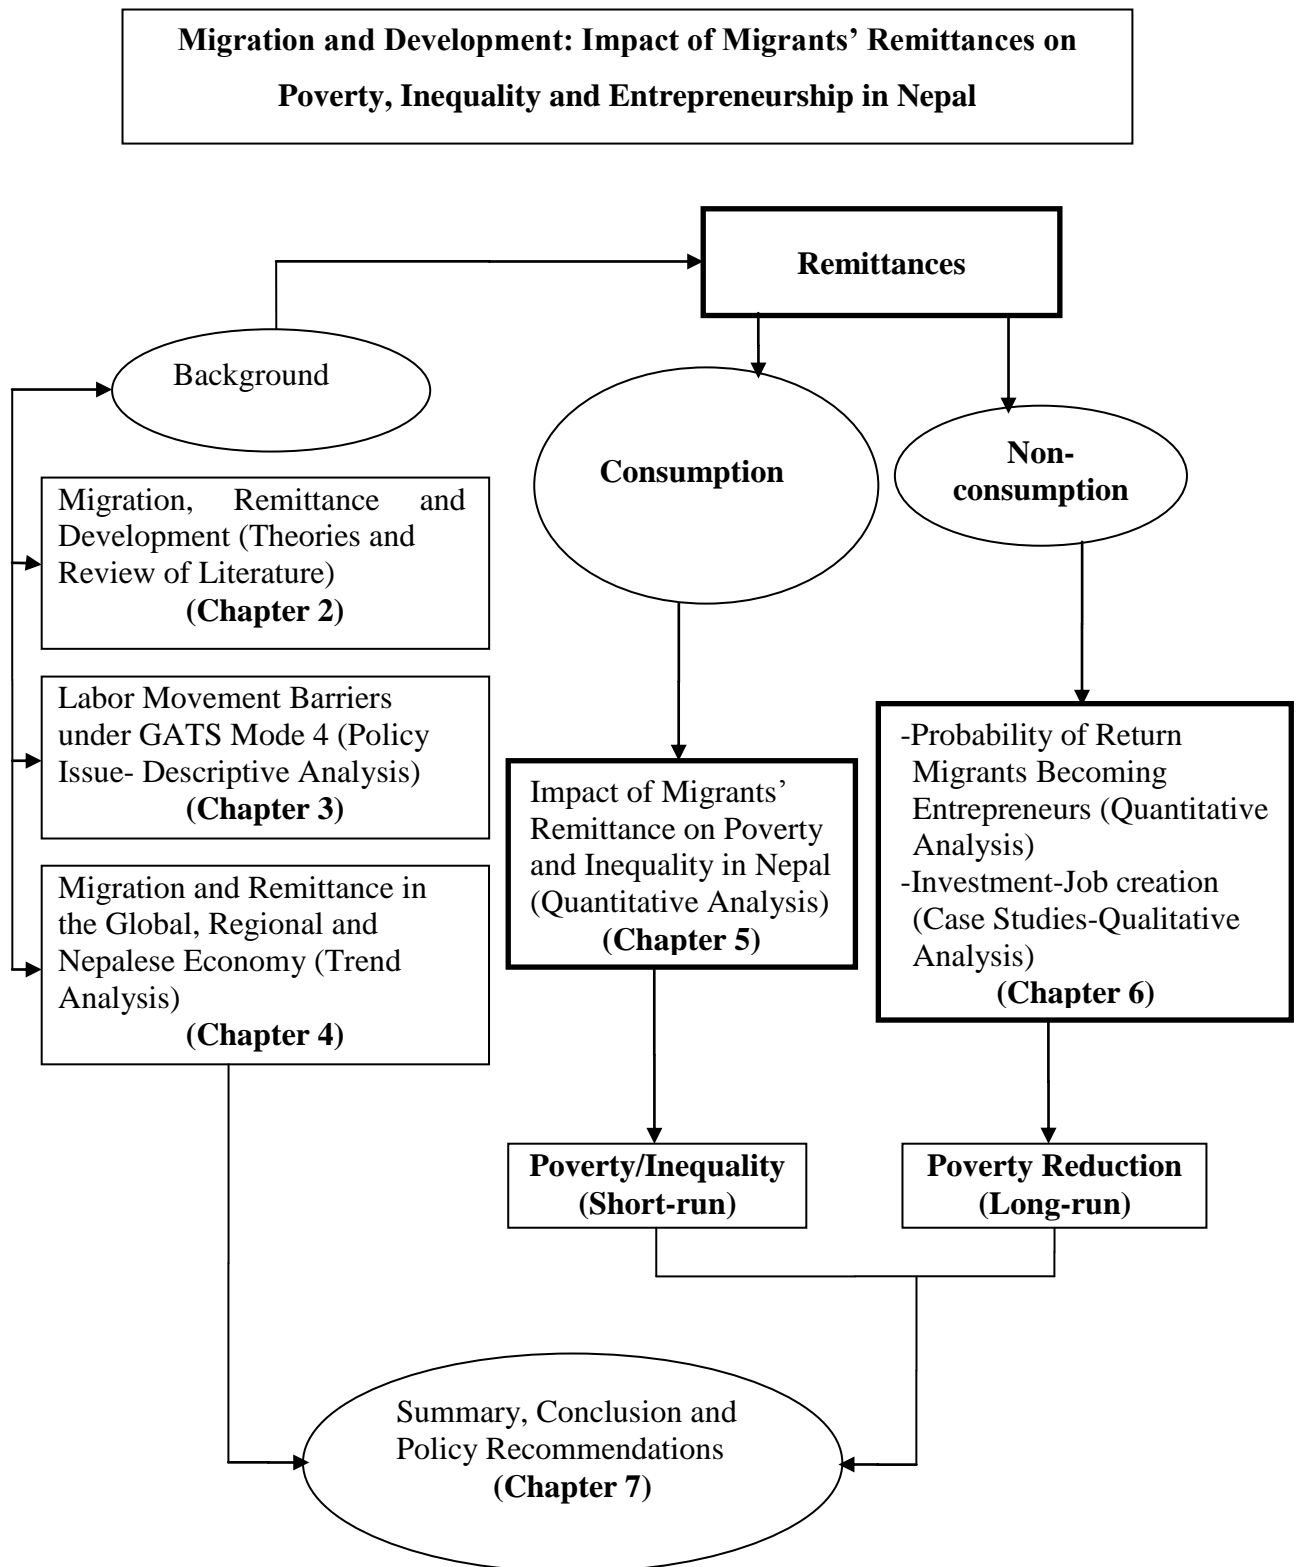 Migration and Development: Impact of Migrants’ Remittances on
Poverty, Inequality and Entrepreneurship in Nepal
Remittances
Background
Consumption
Non-
consumption
Migration, Remittance and
Development (Theories and
Review of Literature)
(Chapter 2)
Labor Movement Barriers
under GATS Mode 4 (Policy
Issue- Descriptive Analysis)
(Chapter 3)
Migration and Remittance in
the Global, Regional and
Nepalese Economy (Trend
Analysis)
(Chapter 4)
Impact of Migrants’
Remittance on Poverty
and Inequality in Nepal
(Quantitative Analysis)
(Chapter 5)
-Probability of Return
Migrants Becoming
Entrepreneurs (Quantitative
Analysis)
-Investment-Job creation
(Case Studies-Qualitative
Analysis)
(Chapter 6)
Poverty/Inequality
(Short-run)
Poverty Reduction
(Long-run)
Summary, Conclusion and
Policy Recommendations
(Chapter 7)